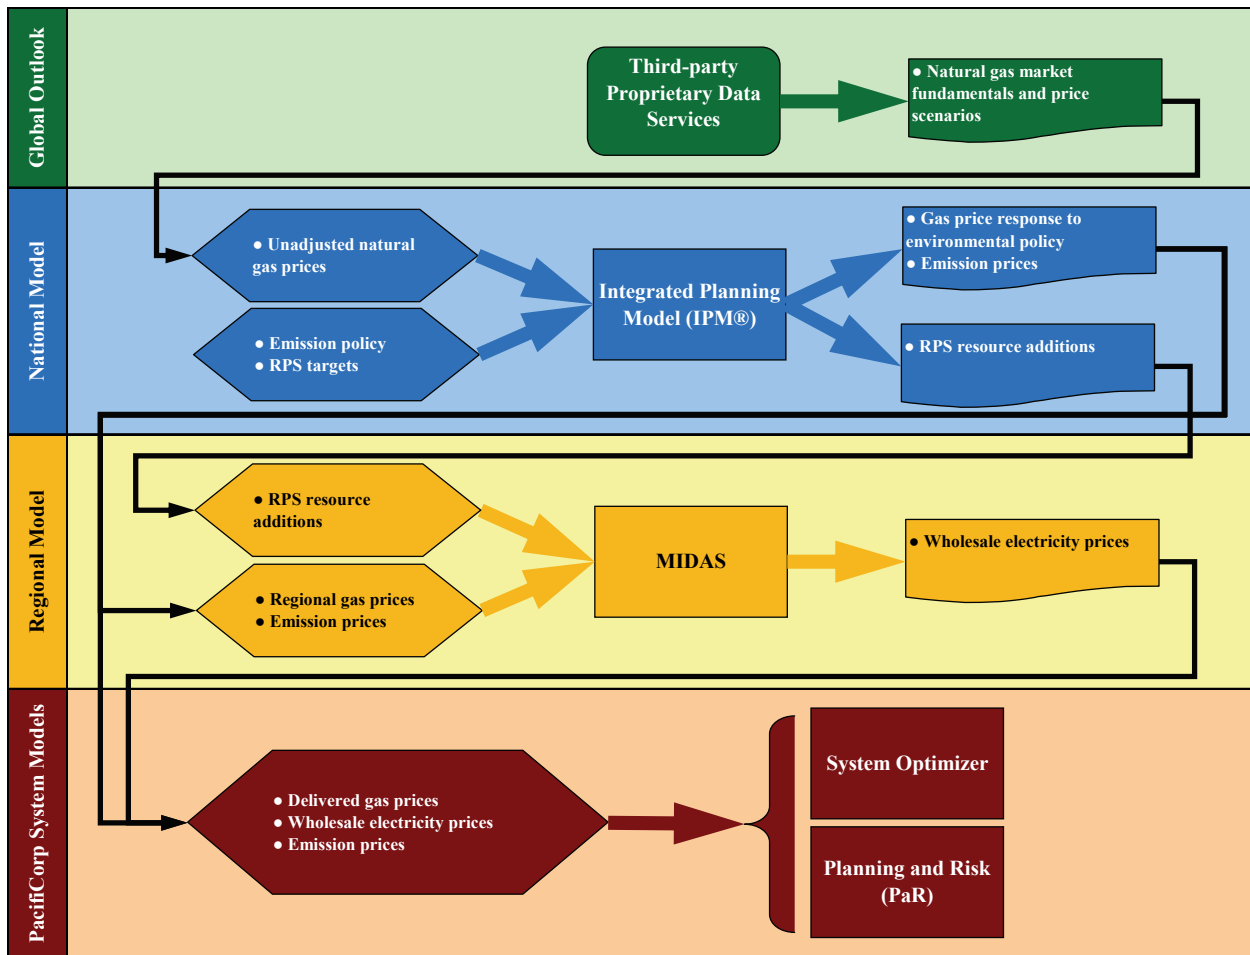 Global Outlook
Third-party
Proprietary Data
Services
● Natural gas market
fundamentals and price
scenarios
National Model
● Unadjusted natural
gas prices
● Emission policy
● RPS targets
Integrated Planning
Model (IPM®)
● Gas price response to
environmental policy
● Emission prices
● RPS resource additions
Regional Model
● RPS resource
additions
● Regional gas prices
● Emission prices
MIDAS
● Wholesale electricity prices
PacifiCorp System Models
● Delivered gas prices
● Wholesale electricity prices
● Emission prices
System Optimizer
Planning and Risk
(PaR)